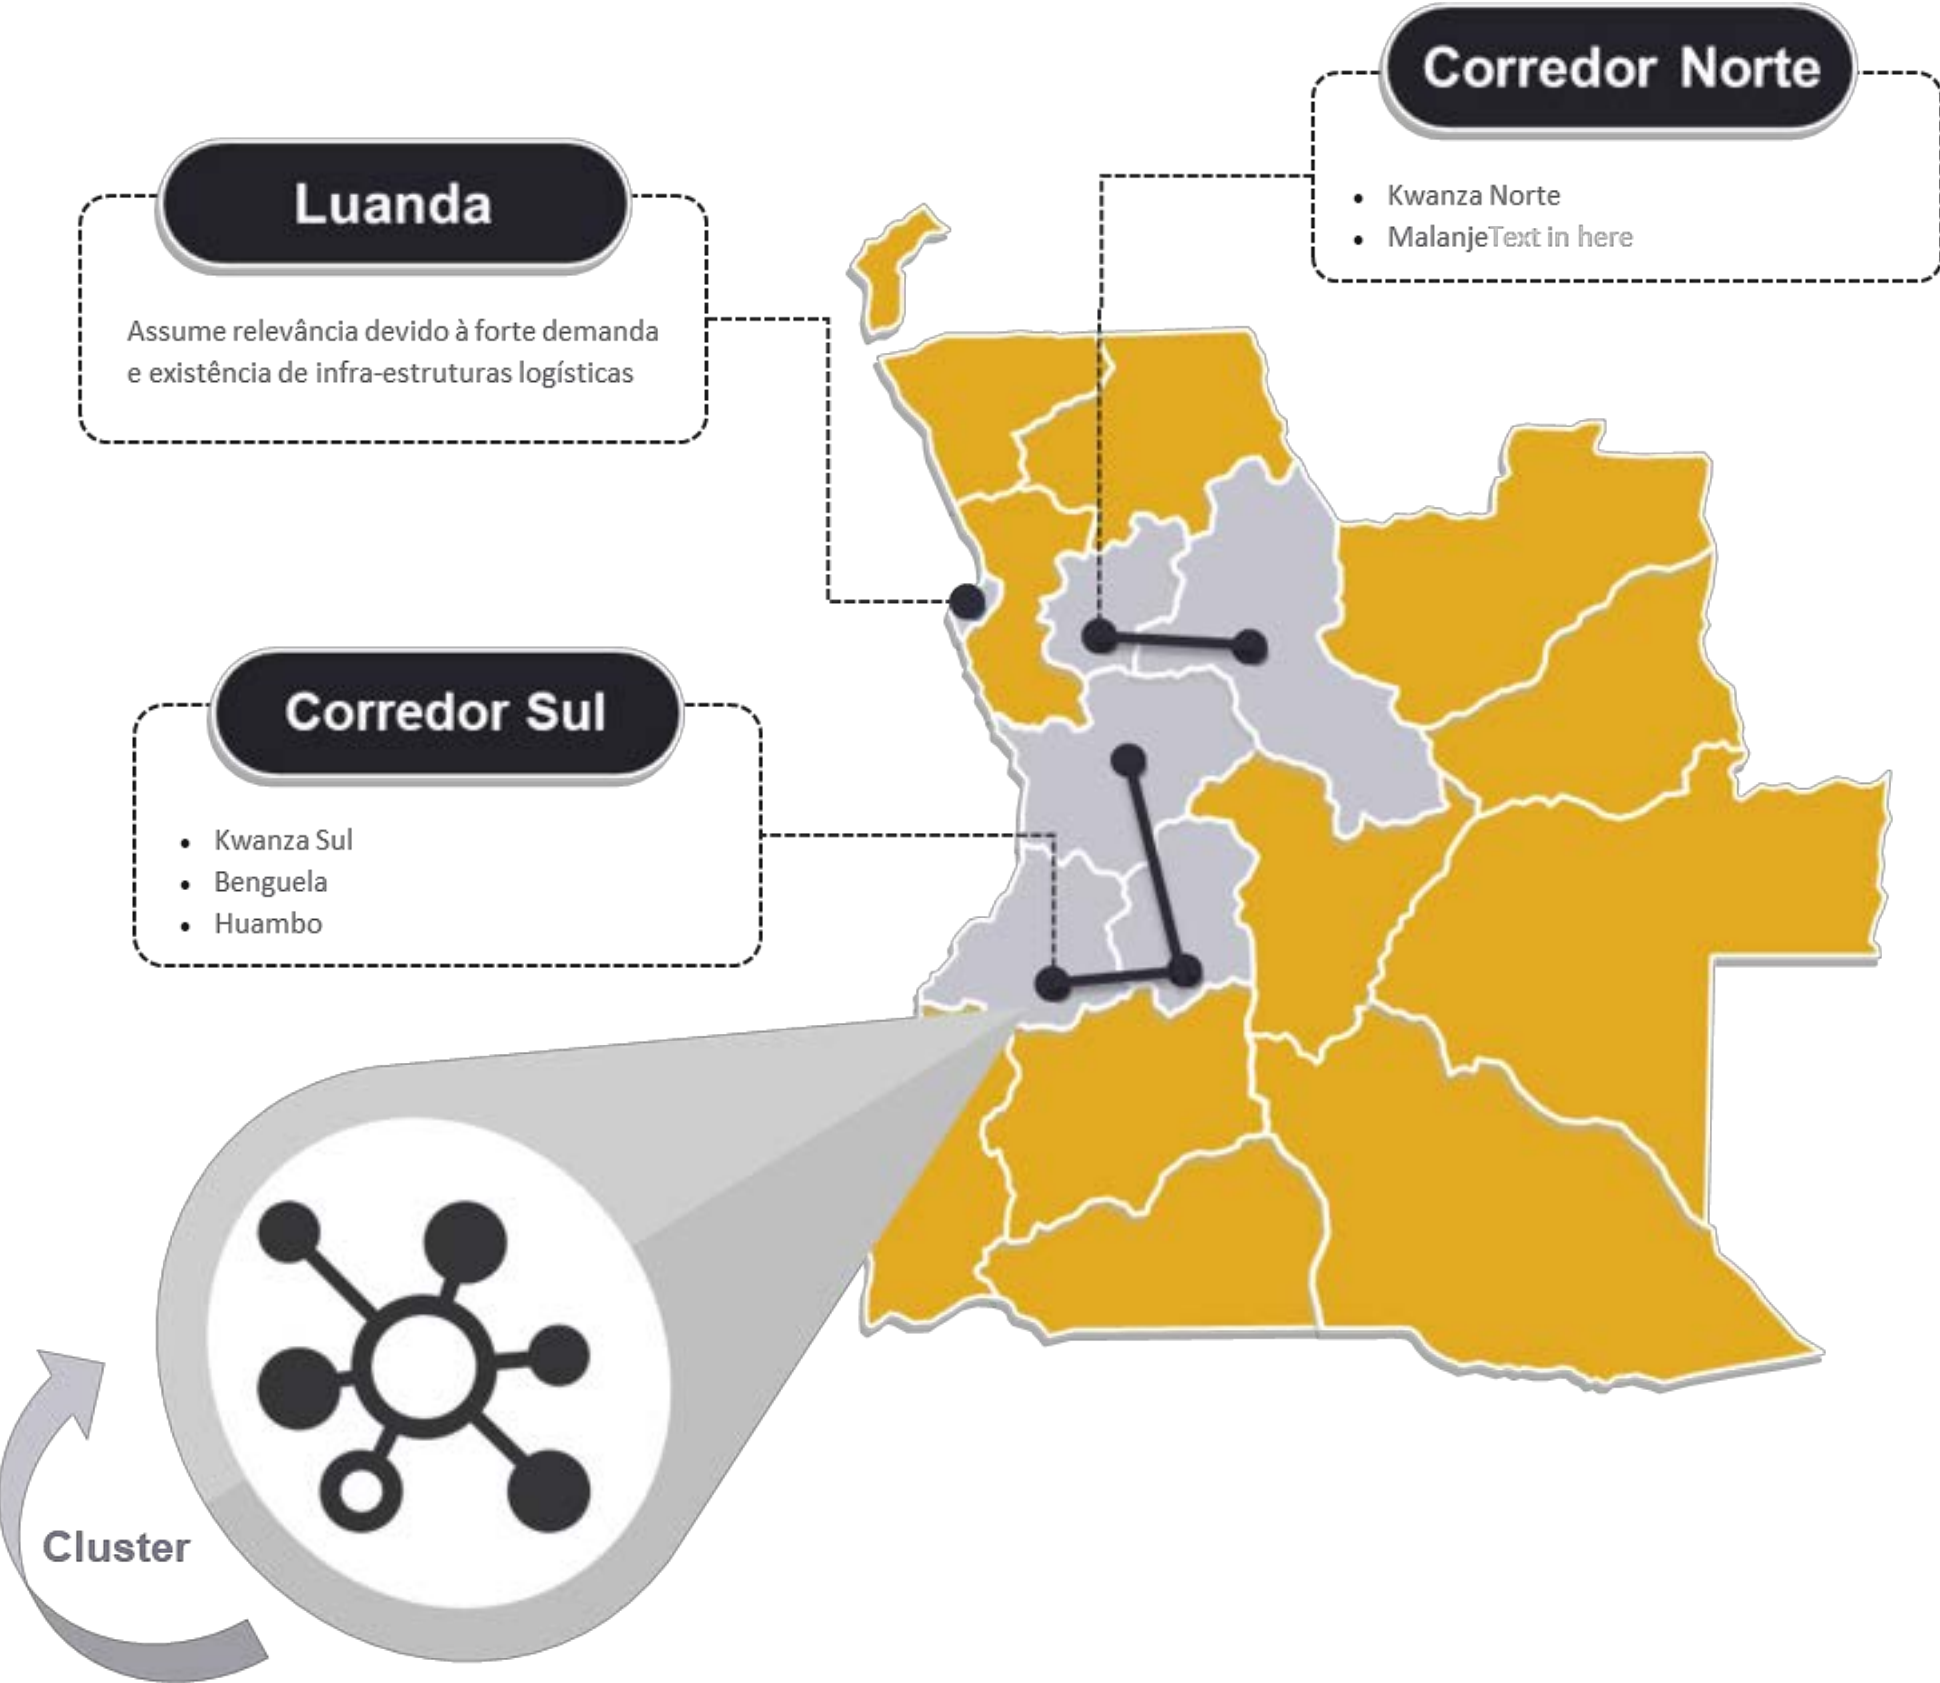 Corredor Norte
• Kwanza Norte
• MalanjeText in here
Luanda
Assume relevância devido à forte demanda
e existência de infra-estruturas logísticas
Corredor Sul
• Kwanza Sul
• Benguela
• Huambo
Cluster